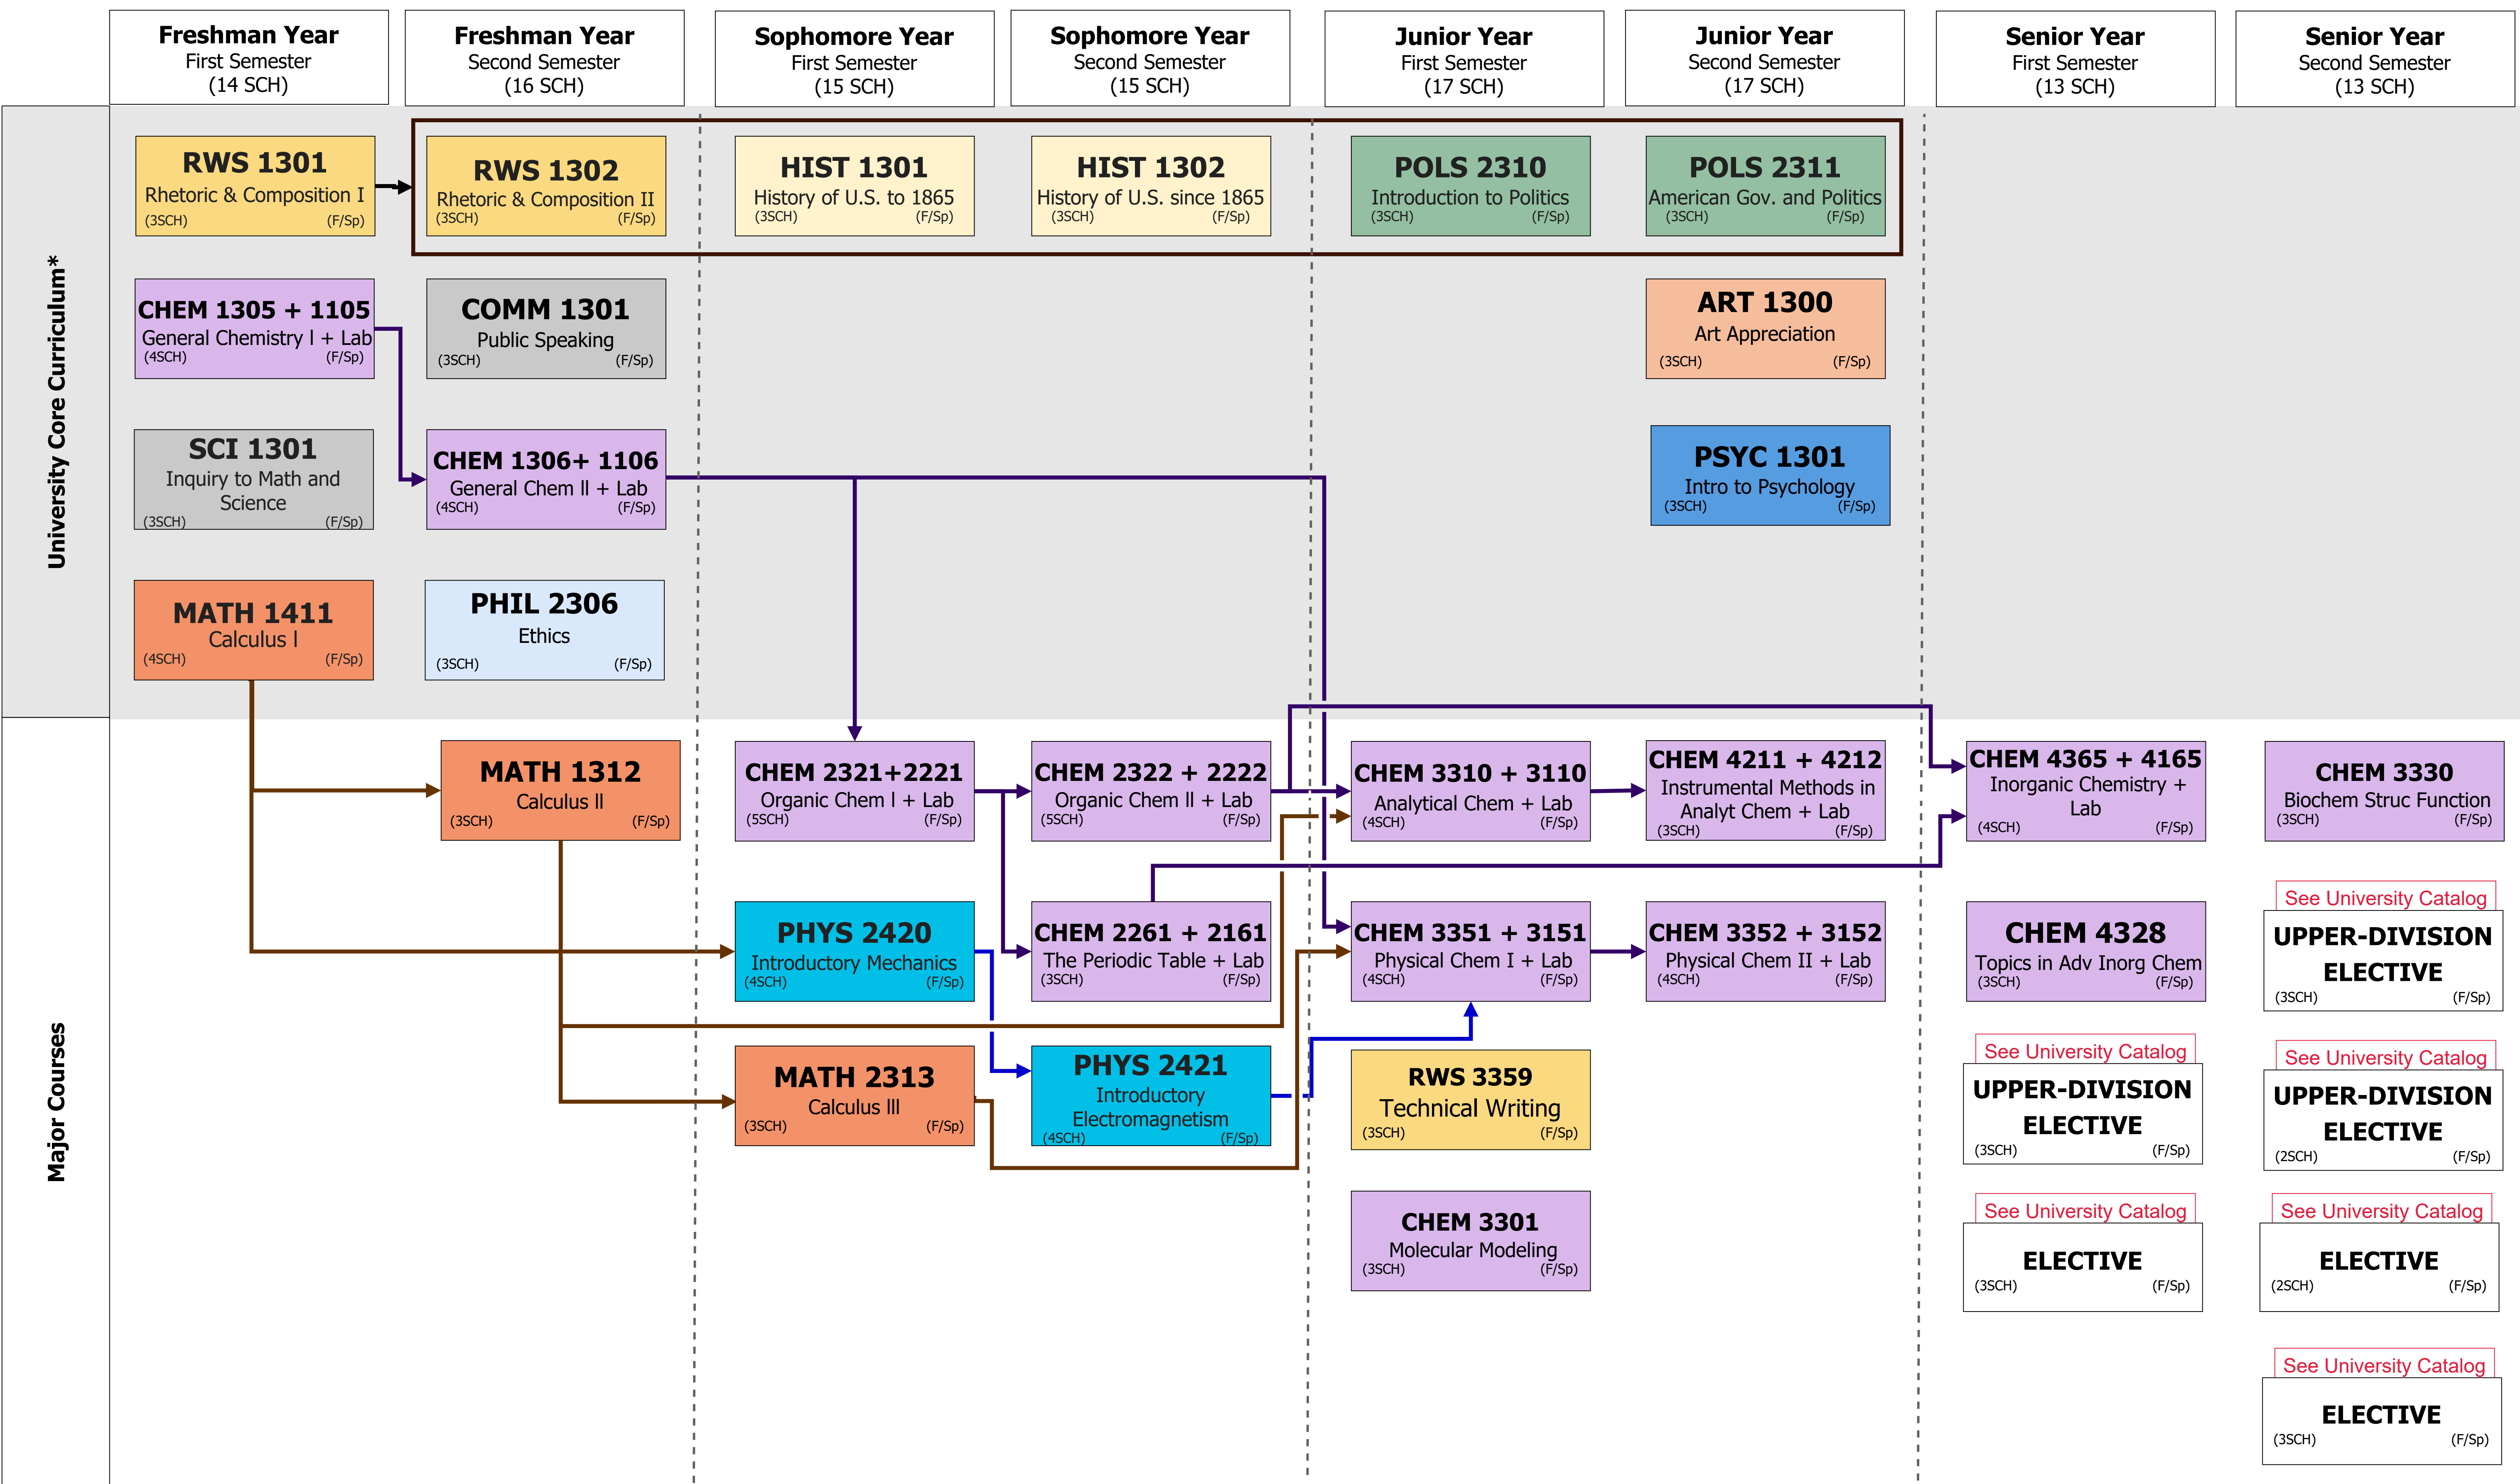 Freshman Year
First Semester
(14 SCH)
Freshman Year
Second Semester
(16 SCH)
Sophomore Year
First Semester
(15 SCH)
Sophomore Year
Second Semester
(15 SCH)
Junior Year
First Semester
(17 SCH)
Junior Year
Second Semester
(17 SCH)
Senior Year
First Semester
(13 SCH)
Senior Year
Second Semester
(13 SCH)
University Core Curriculum*
RWS 1301
Rhetoric & Composition I
(3SCH) (F/Sp)
RWS 1302
Rhetoric & Composition II
(3SCH) (F/Sp)
HIST 1301
History of U.S. to 1865
(3SCH) (F/Sp)
HIST 1302
History of U.S. since 1865
(3SCH) (F/Sp)
POLS 2310
Introduction to Politics
(3SCH) (F/Sp)
POLS 2311
American Gov. and Politics
(3SCH) (F/Sp)
CHEM 1305 + 1105
General Chemistry l + Lab
(4SCH) (F/Sp)
COMM 1301
Public Speaking
(3SCH) (F/Sp)
ART 1300
Art Appreciation
(3SCH) (F/Sp)
SCI 1301
Inquiry to Math and
Science
(3SCH) (F/Sp)
CHEM 1306+ 1106
General Chem ll + Lab
(4SCH) (F/Sp)
PSYC 1301
Intro to Psychology
(3SCH) (F/Sp)
MATH 1411
Calculus l
(4SCH) (F/Sp)
PHIL 2306
Ethics
(3SCH) (F/Sp)
Major Courses
MATH 1312
Calculus ll
(3SCH) (F/Sp)
CHEM 2321+2221
Organic Chem l + Lab
(5SCH) (F/Sp)
CHEM 2322 + 2222
Organic Chem ll + Lab
(5SCH) (F/Sp)
CHEM 3310 + 3110
Analytical Chem + Lab
(4SCH) (F/Sp)
CHEM 4211 + 4212
Instrumental Methods in
Analyt Chem + Lab
(3SCH) (F/Sp)
CHEM 4365 + 4165
Inorganic Chemistry +
Lab
(4SCH) (F/Sp)
CHEM 3330
Biochem Struc Function
(3SCH) (F/Sp)
PHYS 2420
Introductory Mechanics
(4SCH) (F/Sp)
CHEM 2261 + 2161
The Periodic Table + Lab
(3SCH) (F/Sp)
CHEM 3351 + 3151
Physical Chem I + Lab
(4SCH) (F/Sp)
CHEM 3352 + 3152
Physical Chem II + Lab
(4SCH) (F/Sp)
CHEM 4328
Topics in Adv Inorg Chem
(3SCH) (F/Sp)
See University Catalog
UPPER-DIVISION
ELECTIVE
(3SCH) (F/Sp)
MATH 2313
Calculus lll
(3SCH) (F/Sp)
PHYS 2421
Introductory
Electromagnetism
(4SCH) (F/Sp)
RWS 3359
Technical Writing
(3SCH) (F/Sp)
See University Catalog
UPPER-DIVISION
ELECTIVE
(3SCH) (F/Sp)
See University Catalog
UPPER-DIVISION
ELECTIVE
(2SCH) (F/Sp)
CHEM 3301
Molecular Modeling
(3SCH) (F/Sp)
See University Catalog
ELECTIVE
(3SCH) (F/Sp)
See University Catalog
ELECTIVE
(2SCH) (F/Sp)
See University Catalog
ELECTIVE
(3SCH) (F/Sp)